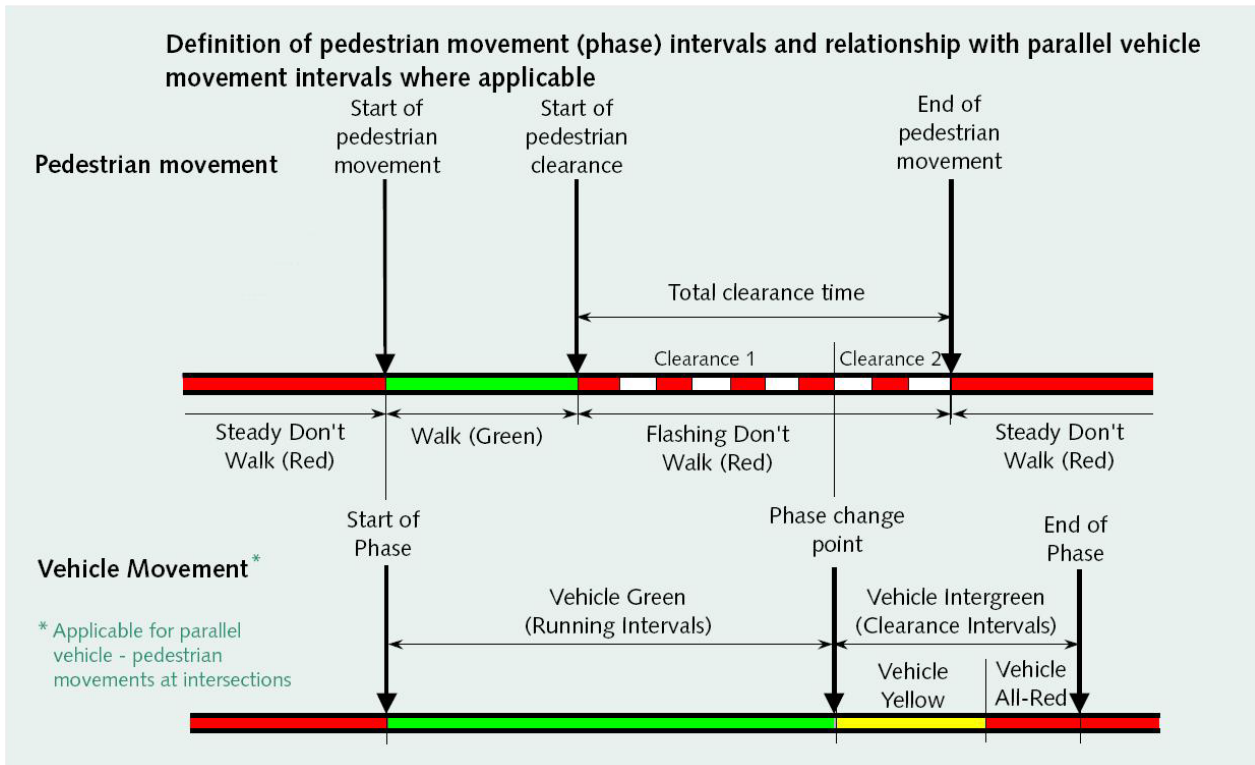 Definition of pedestrian movement (phase) intervals and relationship with parallel vehicle
movement intervals where applicable
Pedestrian movement
Start of
pedestrian
movement
Start of
pedestrian
clearance
End of
pedestrian
movement
Total clearance time
Clearance 1
Clearance 2
Steady Don't
Walk (Red)
Walk (Green)
Flashing Don't
Walk (Red)
Steady Don't
Walk (Red)
Start of
Phase
Phase change
point
End of
Phase
Vehicle Movement*
* Applicable for parallel
vehicle - pedestrian
movements at intersections
Vehicle Green
(Running Intervals)
Vehicle Intergreen
(Clearance Intervals)
Vehicle
Yellow
Vehicle
All-Red